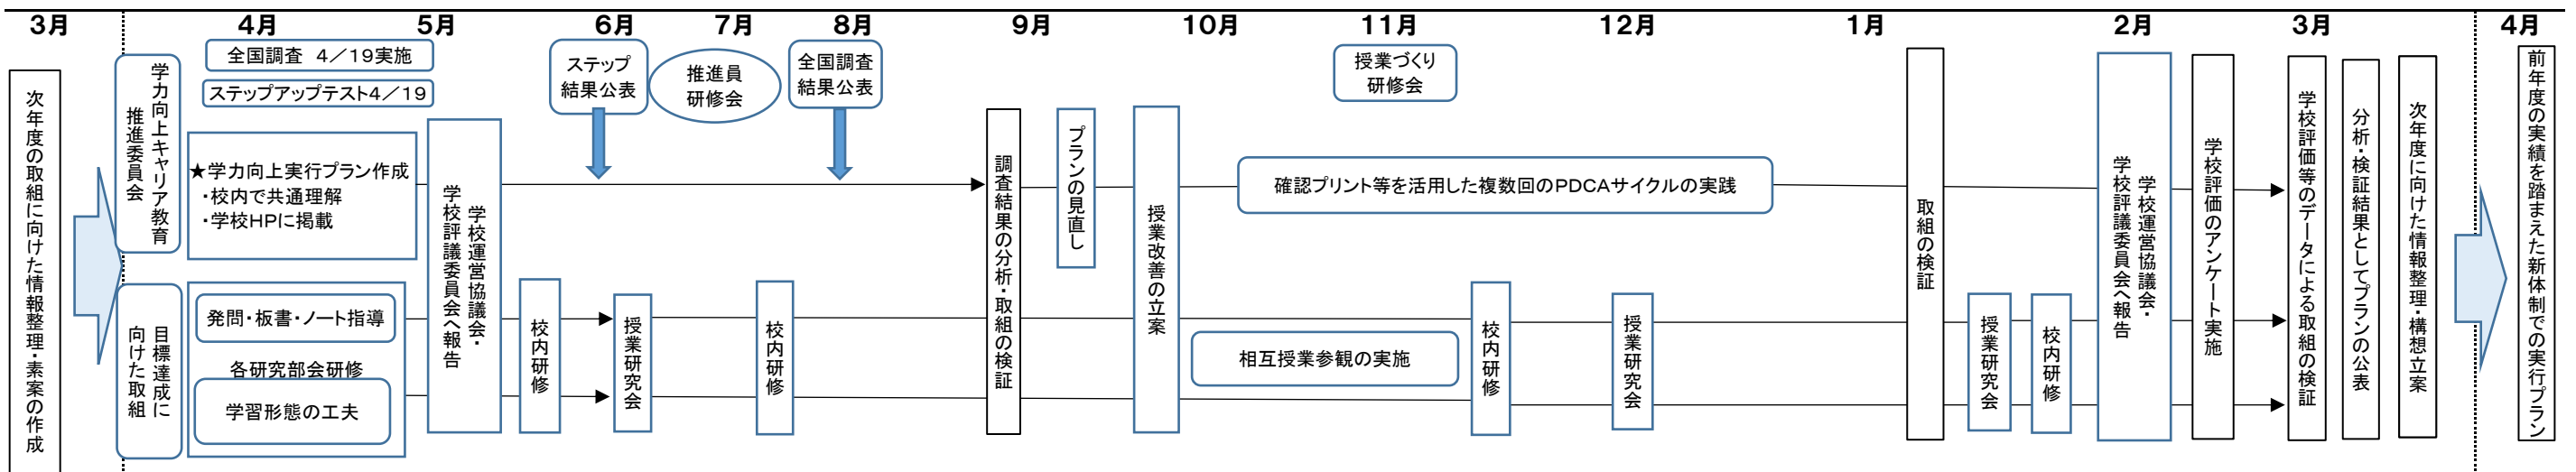 3月
4月
5月
6月
7月
8月
9月
10月
11月
12月
1月
2月
3月
4月
次年度の取組に向けた情報整理・素案の作成
学力向上キャリア教育
推進委員会
目標達成に
向けた取組
全国調査 4/19実施
ステップアップテスト4/19
★学力向上実行プラン作成
・校内で共通理解
・学校HPに掲載
発問・板書・ノート指導
各研究部会研修
学習形態の工夫
学校運営協議会・
学校評議委員会へ報告
校内研修
ステップ
結果公表
授業研究会
推進員
研修会
校内研修
全国調査
結果公表
調査結果の分析・取組の検証
プランの見直し
授業改善の立案
授業づくり
研修会
確認プリント等を活用した複数回のPDCAサイクルの実践
相互授業参観の実施
校内研修
授業研究会
取組の検証
授業研究会
校内研修
学校運営協議会・
学校評議委員会へ報告
学校評価のアンケート実施
学校評価等のデータによる取組の検証
分析・検証結果としてプランの公表
次年度に向けた情報整理・構想立案
前年度の実績を踏まえた新体制での実行プラン